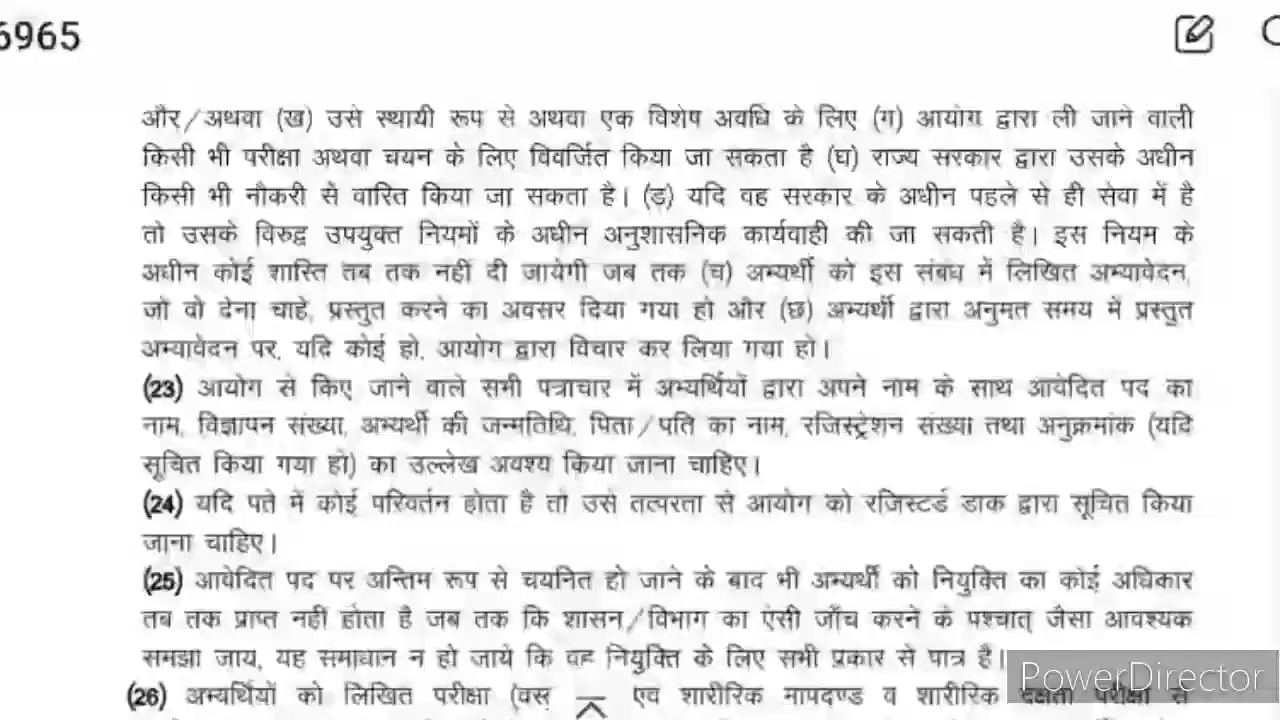 6965
और/अथवा (ख) उसे स्थायी रूप से अथवा एक विशेष अवधि के लिए (ग) आयोग द्वारा ली जाने वाली
किसी भी परीक्षा अथवा चयन के लिए विवर्जित किया जा सकता है (घ) राज्य सरकार द्वारा उसके अधीन
किसी भी नौकरी से वारित किया जा सकता है। (ड) यदि वह सरकार के अधीन पहले से ही सेवा में है
तो उसके विरुद्व उपयुक्त नियमों के अधीन अनुशासनिक कार्यवाही की जा सकती है। इस नियम के
अधीन कोई शास्ति तब तक नहीं दी जायेगी जब तक (च) अभ्यर्थी को इस संबंध में लिखित अभ्यावेदन,
जो वो देना चाहे, प्रस्तुत करने का अवसर दिया गया हो और (छ) अभ्यर्थी द्वारा अनुमत समय में प्रस्तुत
अभ्यावेदन पर, यदि कोई हो, आयोग द्वारा विचार कर लिया गया हो।
(23) आयोग से किए जाने वाले सभी पत्राचार में अभ्यर्थियों द्वारा अपने नाम के साथ आवेदित पद का
नाम, विज्ञापन संख्या, अभ्यर्थी की जन्मतिथि, पिता/पति का नाम, रजिस्ट्रेशन संख्या तथा अनुक्रमांक (यदि
सूचित किया गया हो) का उल्लेख अवश्य किया जाना चाहिए।
(24) यदि पते में कोई परिवर्तन होता है तो उसे तत्परता से आयोग को रजिस्टर्ड डाक द्वारा सूचित किया
जाना चाहिए।
(25) आवेदित पद पर अन्तिम रूप से चयनित हो जाने के बाद भी अभ्यर्थी को नियुक्ति का कोई अधिकार
तब तक प्राप्त नहीं होता है जब तक कि शासन/विभाग का ऐसी जॉच करने के पश्चात् जैसा आवश्यक
समझा जाय, यह समाधान न हो जाये कि वह नियुक्ति के लिए सभी प्रकार से पात्र है।
(26) अभ्यर्थियों को लिखित परीक्षा एवं शारीरिक मापदण्ड व शारीरिक दक्षता परीक्षा से
PowerDirector